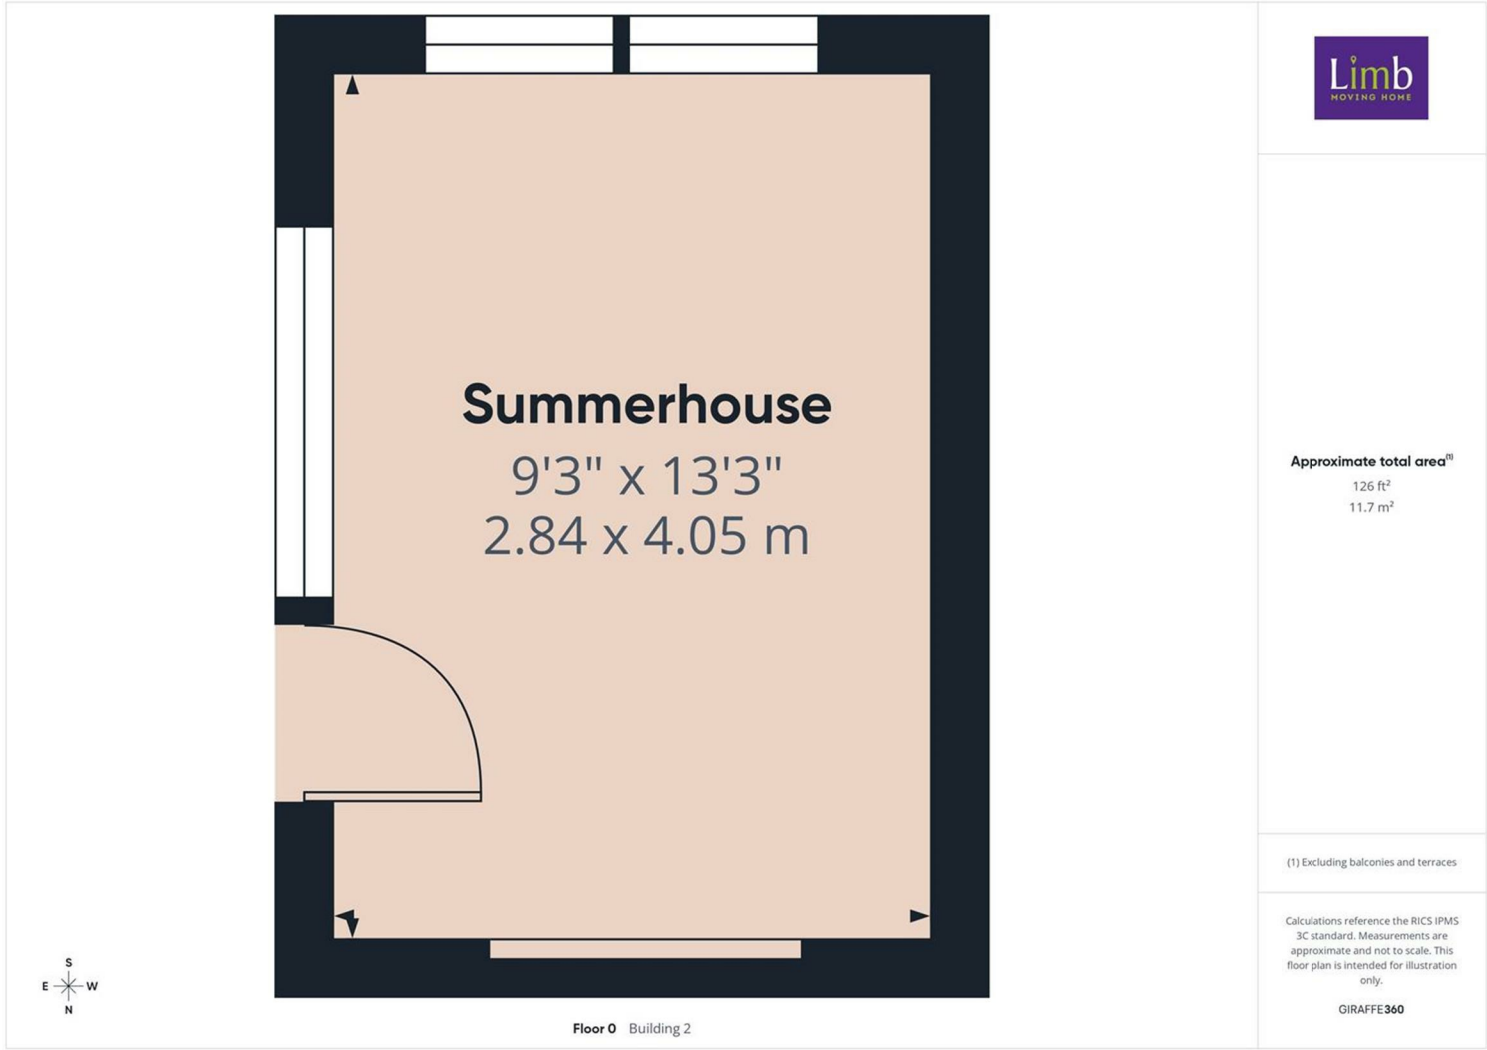 Limb
MOVING HOME
Summerhouse
9'3" x 13'3"
2.84 x 4.05 m
Approximate total area(1)
126 ft²
11.7 m²
(1) Excluding balconies and terraces
Calculations reference the RICS IPMS
3C standard. Measurements are
approximate and not to scale. This
floor plan is intended for illustration
only.
GIRAFFE360
S
E W
N
Floor 0 Building 2